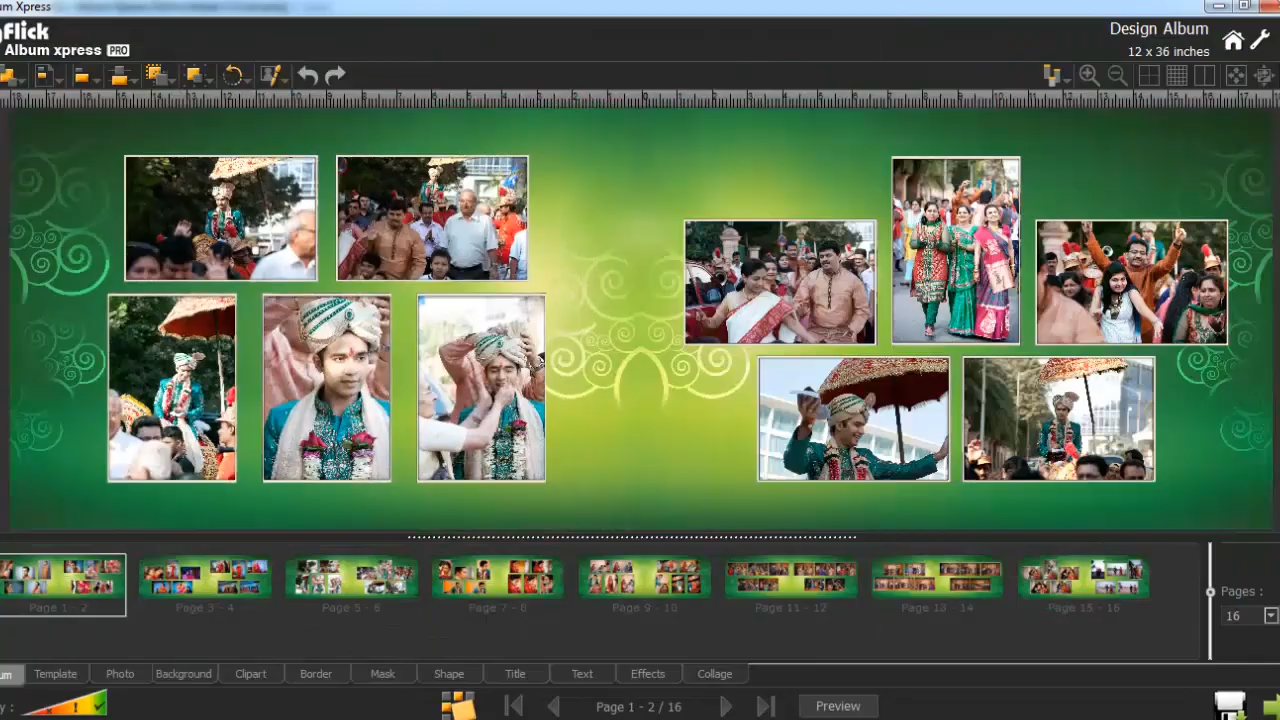 um Xpress
flick
Album xpress PRO
Design Album
12 x 36 inches
Page 1 - 2
Page 3 - 4
Page 5 - 6
Page 7 - 8
Page 9 - 10
Page 11 - 12
Page 13 - 14
Page 15 - 16
Pages :
16
um
Template
Photo
Background
Clipart
Border
Mask
Shape
Title
Text
Effects
Collage
y :
Page 1 - 2 / 16
Preview